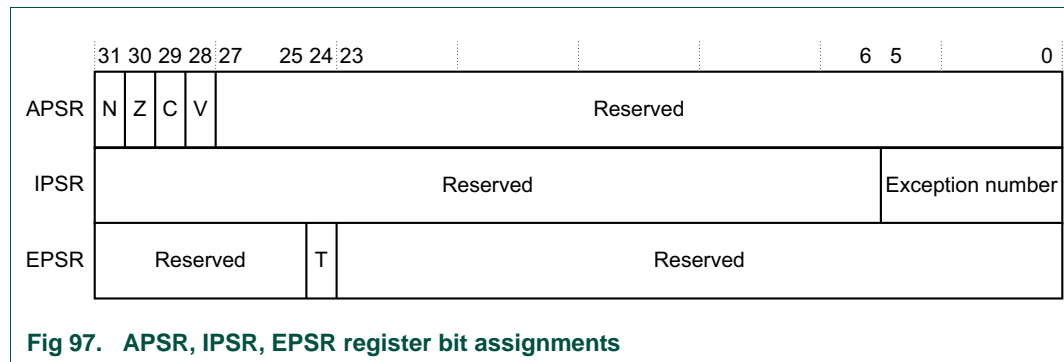 31 30 29 28 27 25 24 23 6 5 0
APSR N Z C V Reserved
IPSR Reserved Exception number
EPSR Reserved T Reserved
Fig 97. APSR, IPSR, EPSR register bit assignments